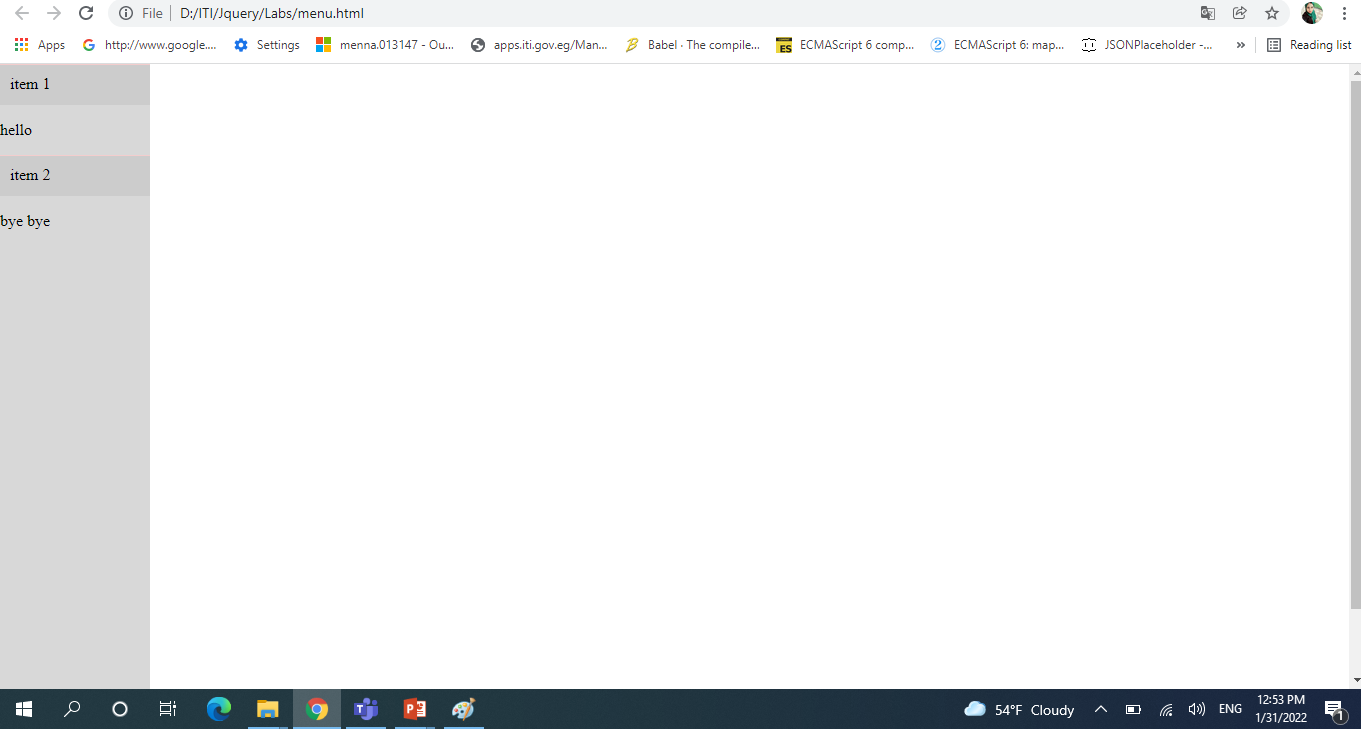 File D:/ITI/Jquery/Labs/menu.html
Apps http://www.google.... Settings menna.013147 - Ou... apps.iti.gov.eg/Man... Babel · The compile... ES ECMAScript 6 comp... 2 ECMAScript 6: map... JSONPlaceholder -... » Reading list
item 1
hello
item 2
bye bye
54°F Cloudy ENG 12:53 PM
1/31/2022 1